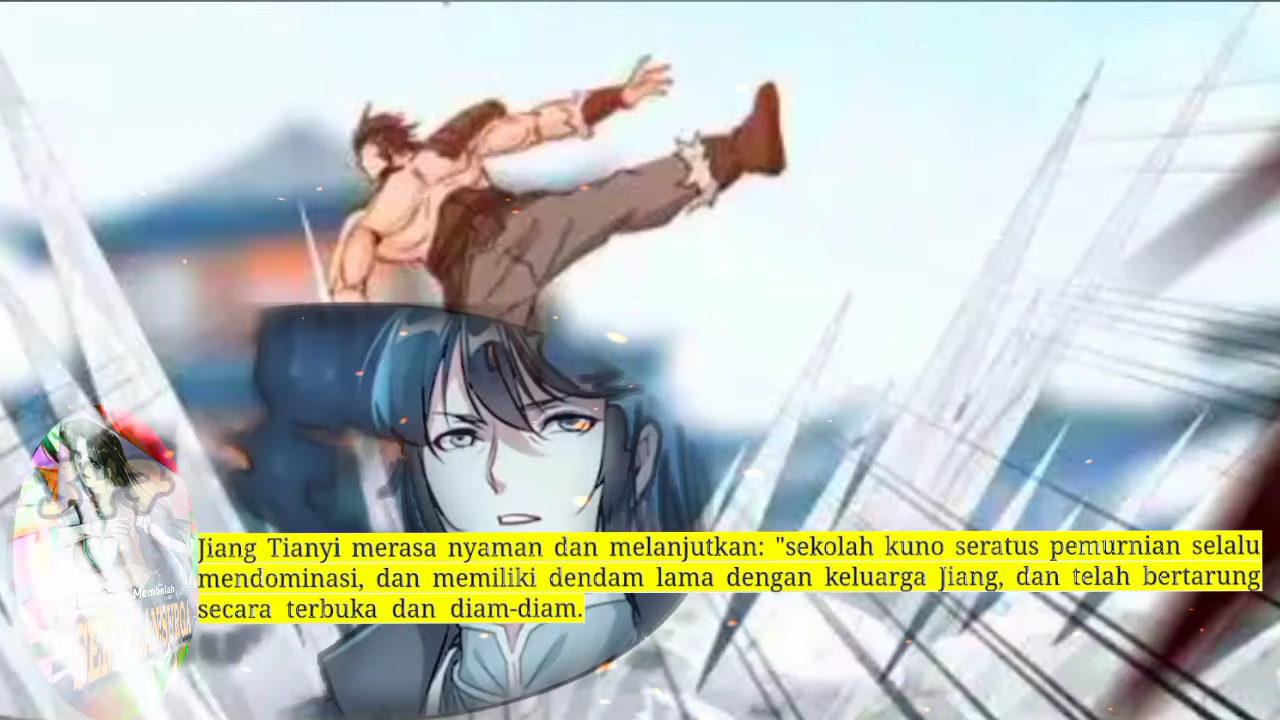 Jiang Tianyi merasa nyaman dan melanjutkan: "sekolah kuno seratus pemurnian selalu
mendominasi, dan memiliki dendam lama dengan keluarga Jiang, dan telah bertarung
secara terbuka dan diam-diam.
Membelah